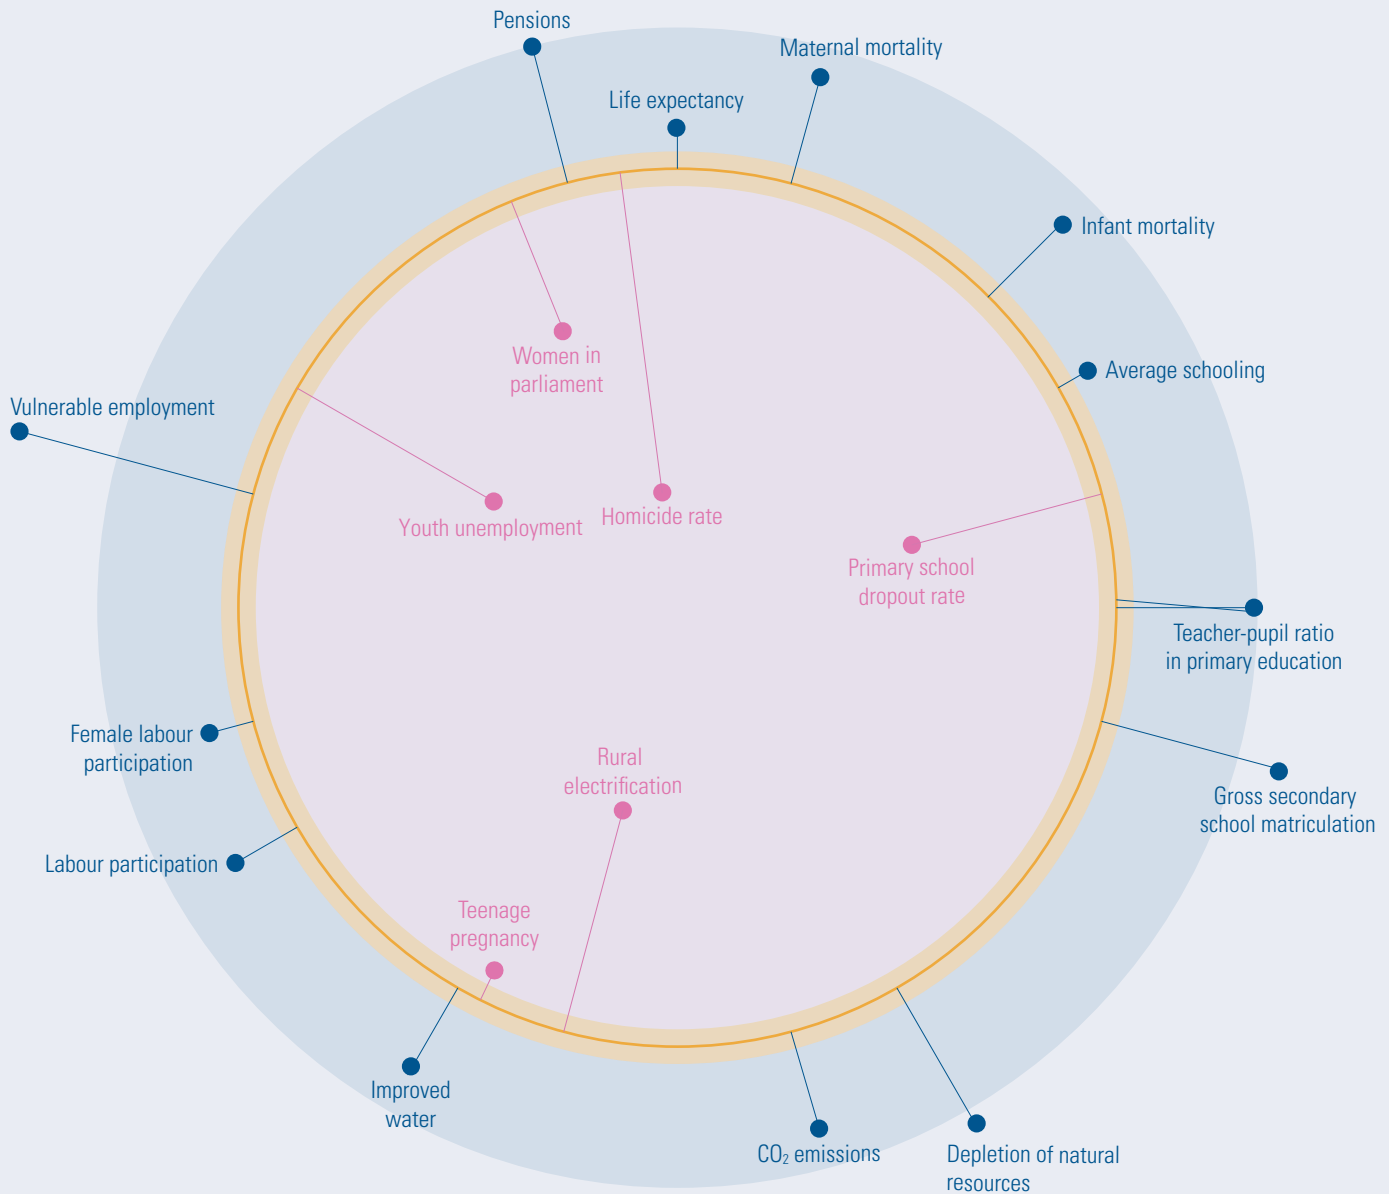 Pensions
Maternal mortality
Life expectancy
Infant mortality
Women in
parliament
Average schooling
Vulnerable employment
Youth unemployment
Homicide rate
Primary school
dropout rate
Teacher-pupil ratio
in primary education
Female labour
participation
Rural
electrification
Gross secondary
school matriculation
Labour participation
Teenage
pregnancy
Improved
water
CO₂ emissions
Depletion of natural
resources